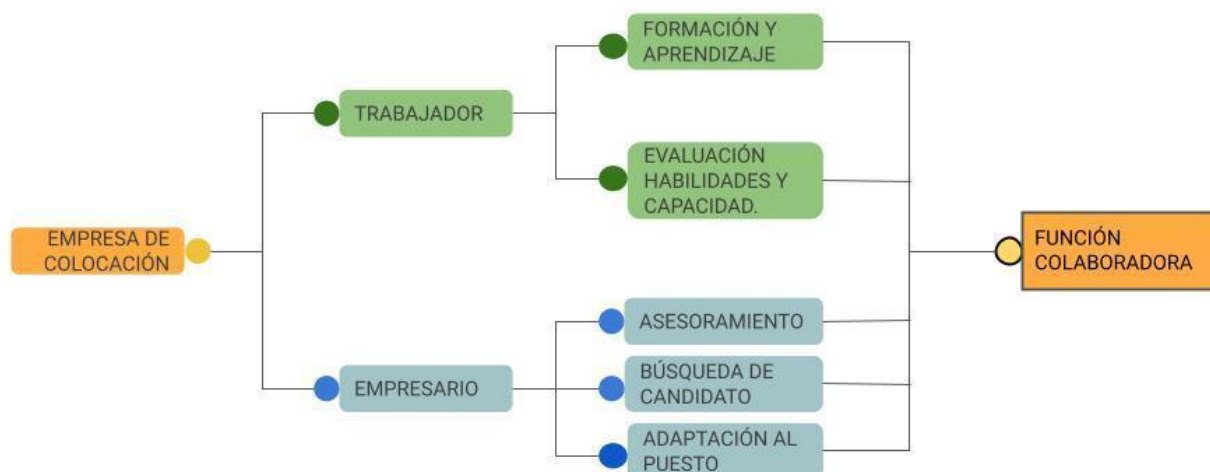 FORMACIÓN Y
APRENDIZAJE
TRABAJADOR
EVALUACIÓN
HABILIDADES Y
CAPACIDAD.
EMPRESA DE
COLOCACIÓN
FUNCIÓN
COLABORADORA
ASESORAMIENTO
EMPRESARIO
BÚSQUEDA DE
CANDIDATO
ADAPTACIÓN AL
PUESTO